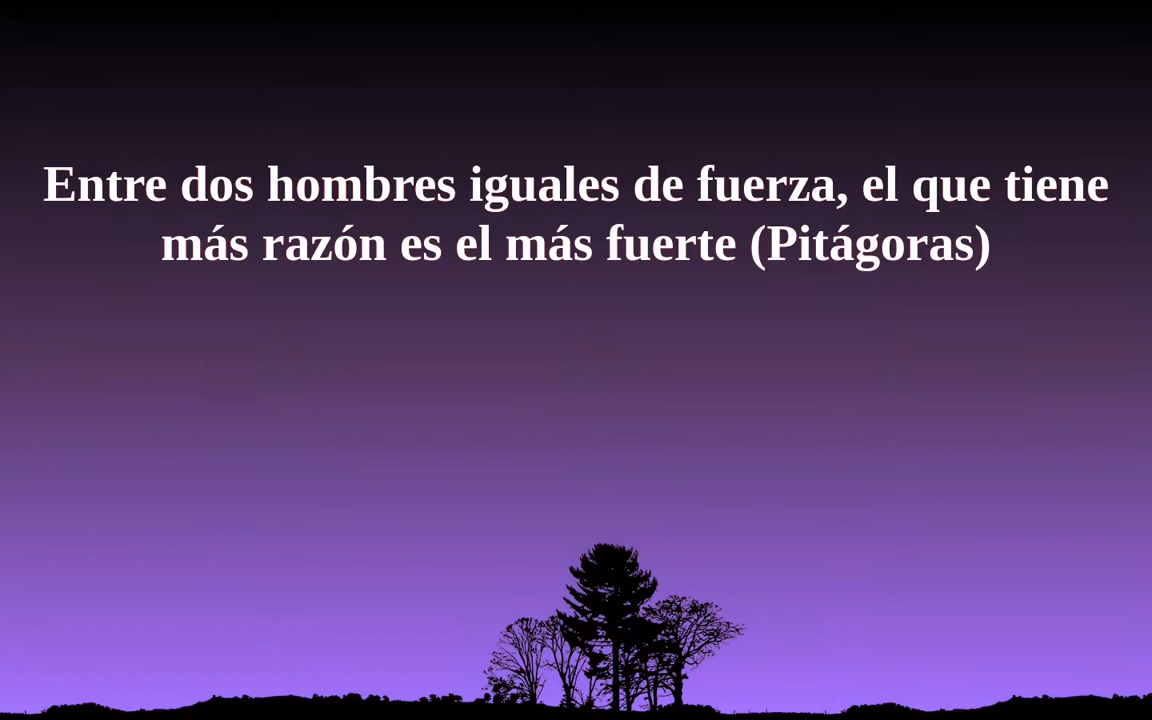 Entre dos hombres iguales de fuerza, el que tiene
más razón es el más fuerte (Pitágoras)